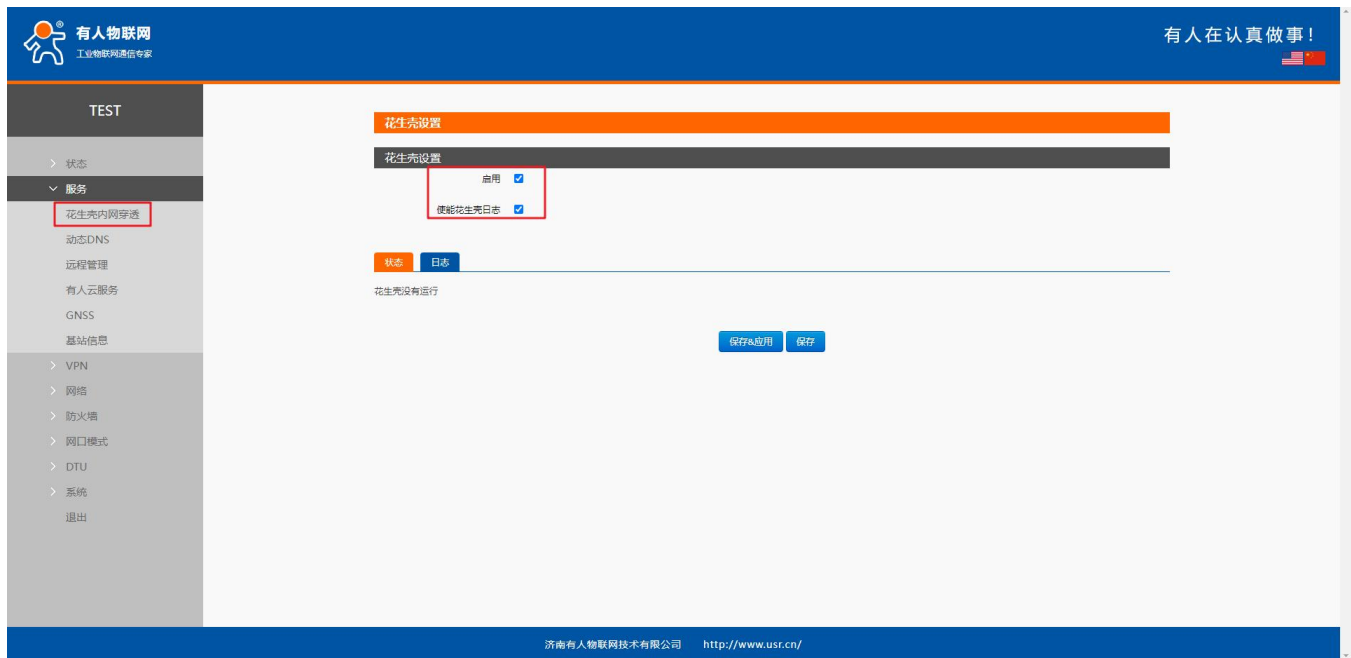 有人物联网
工业物联网通信专家
有人在认真做事！
TEST
状态
服务
花生壳内网穿透
动态DNS
远程管理
有人云服务
GNSS
基站信息
VPN
网络
防火墙
网口模式
DTU
系统
退出
花生壳设置
花生壳设置
启用
使能花生壳日志
状态 日志
花生壳没有运行
保存&应用 保存
济南有人物联网技术有限公司 http://www.usr.cn/